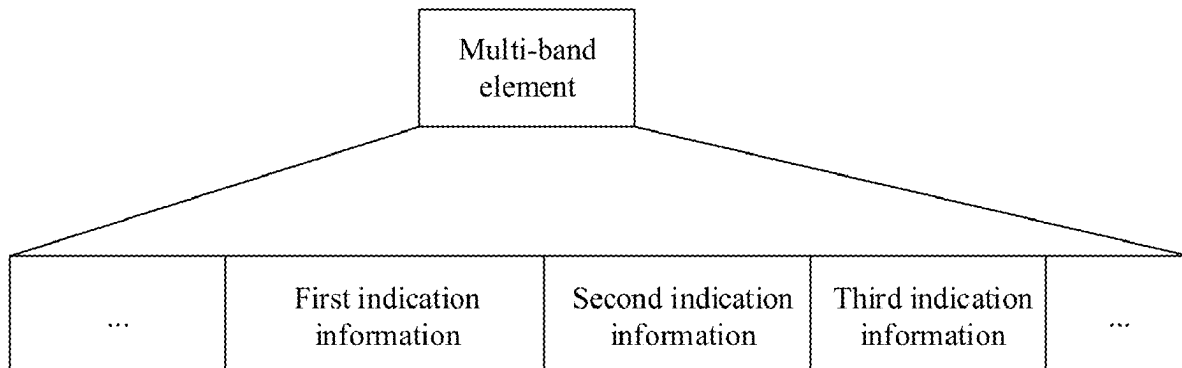 Multi-band
element
...
First indication
information
Second indication
information
Third indication
information
...